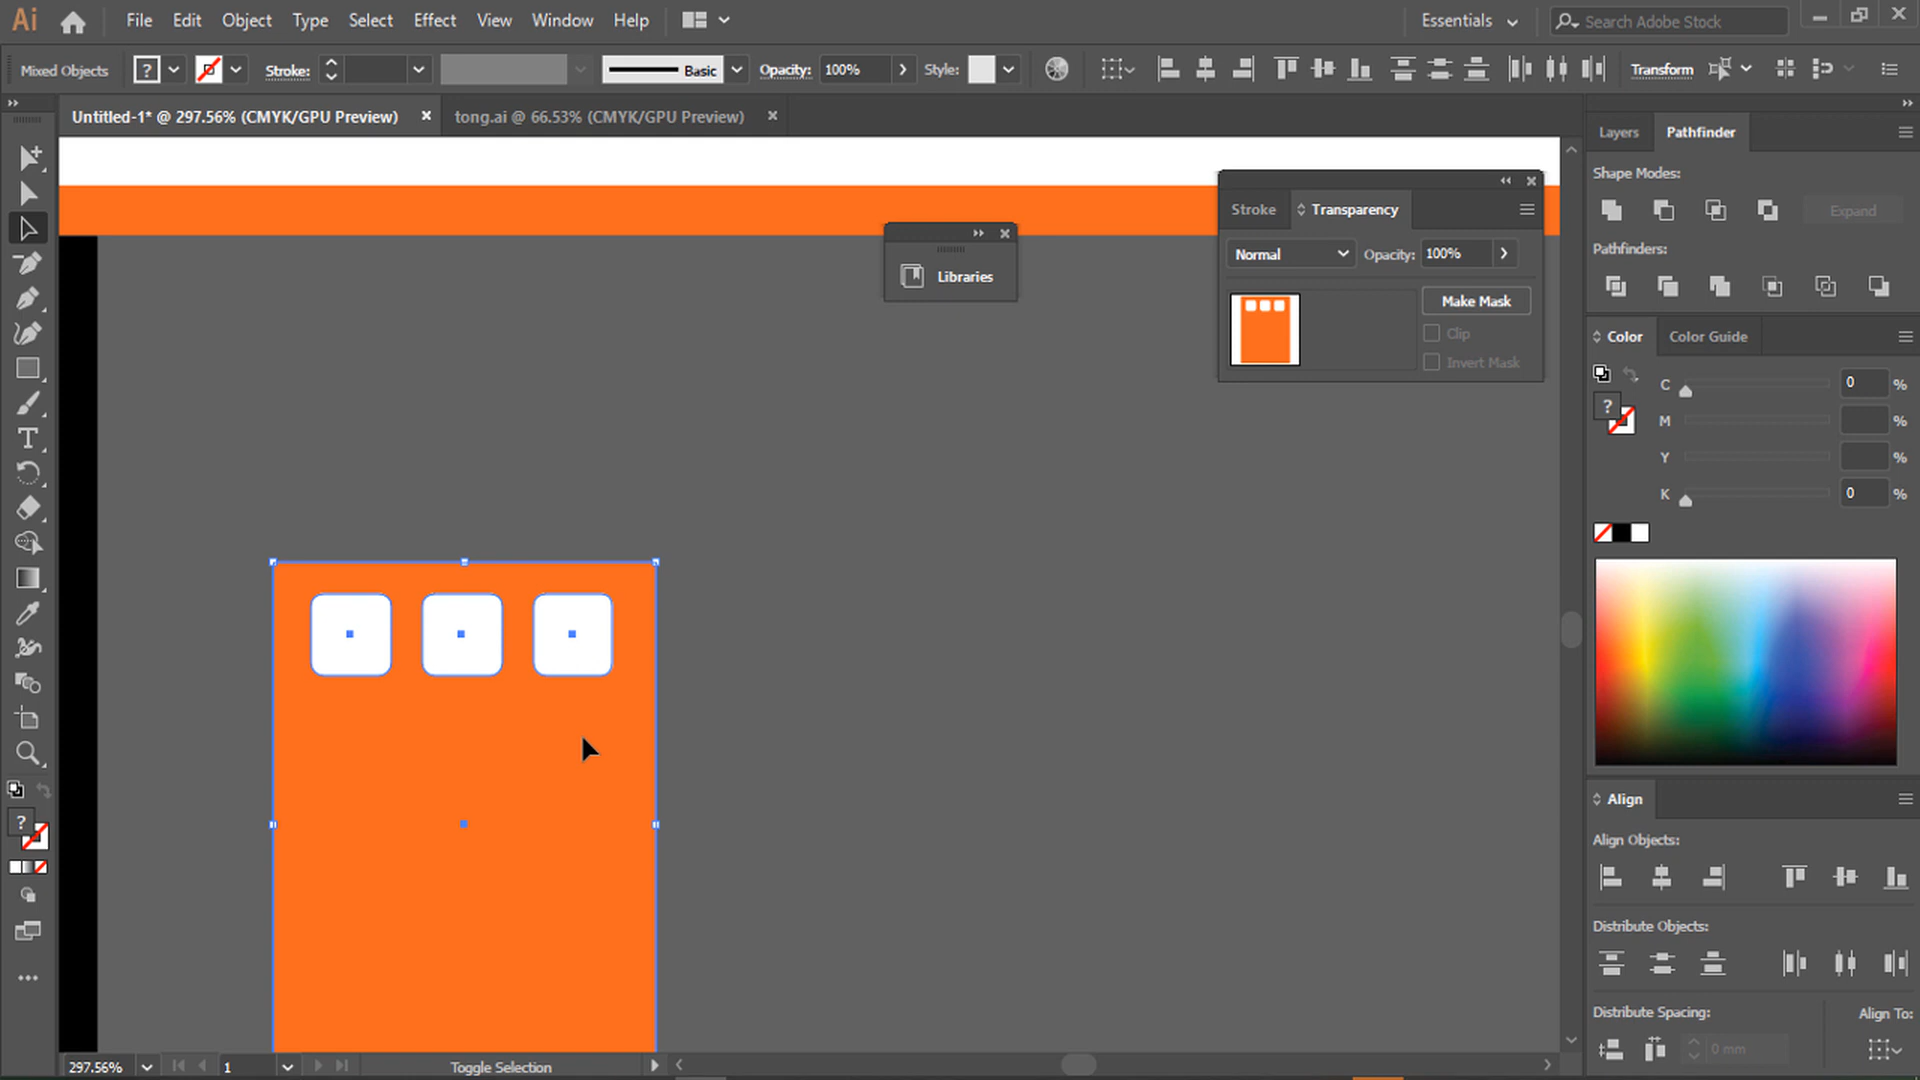 Ai File Edit Object Type Select Effect View Window Help Essentials Search Adobe Stock
Mixed Objects ? Stroke: Basic Opacity: 100% Style: Transform
Untitled-1* @ 297.56% (CMYK/GPU Preview) tong.ai @ 66.53% (CMYK/GPU Preview)
Layers Pathfinder
Shape Modes:
Expand
Pathfinders:
Stroke Transparency
Normal Opacity: 100%
Make Mask
Clip
Invert Mask
Libraries
Color Color Guide
C 0 %
?
M %
Y %
K 0 %
Align
Align Objects:
Distribute Objects:
Distribute Spacing: Align To:
0 mm
T
?
297.56% 1 Toggle Selection